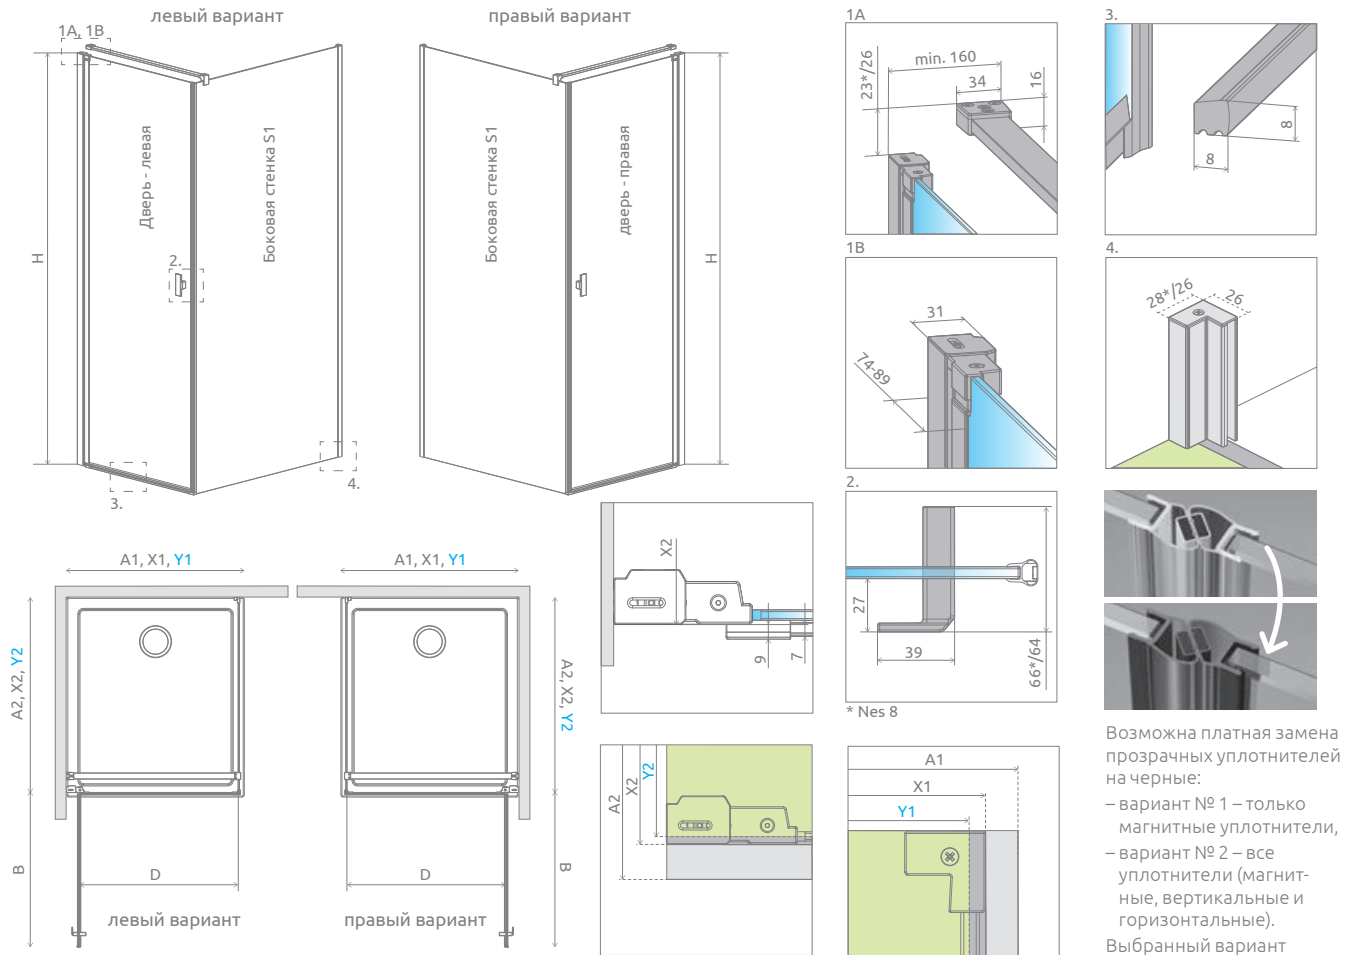 левый вариант
правый вариант
1A, 1B
H
Дверь - левая
Боковая стенка S1
2.
3.
4.
Боковая стенка S1
дверь - правая
H
1A
23*/26
min. 160
34
16
3.
8
8
1B
31
74-89
4.
28*/26
26
2.
27
39
66*/64
* Nes 8
A1, X1, Y1
A2, X2, Y2
B
D
левый вариант
A1, X1, Y1
A2, X2, Y2
B
D
правый вариант
X2
9
7
A2
X2
Y2
A1
X1
Y1
Возможна платная замена
прозрачных уплотнителей
на черные:
– вариант № 1 – только
магнитные уплотнители,
– вариант № 2 – все
уплотнители (магнит-
ные, вертикальные и
горизонтальные).
Выбранный вариант